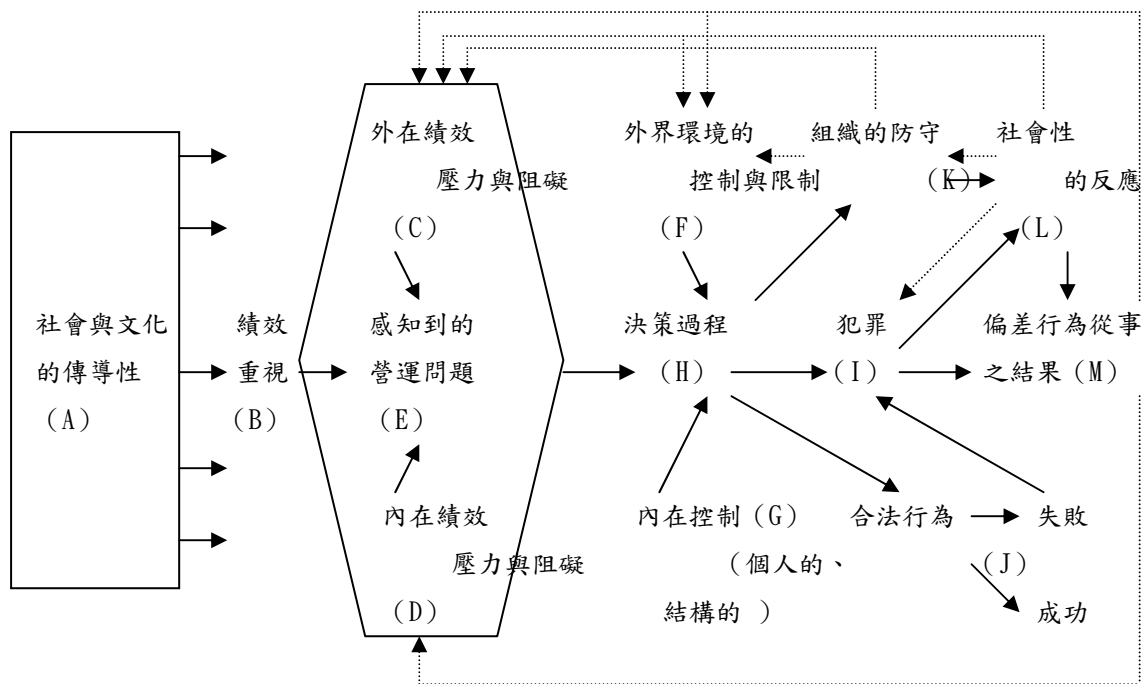 外在績效
壓力與阻礙
(C)
外界環境的
控制與限制
(F)
組織的防守
(K)
社會性
的反應
(L)
社會與文化
的傳導性
(A)
績效
重視
(B)
感知到的
營運問題
(E)
決策過程
(H)
犯罪
(I)
偏差行為從事
之結果(M)
內在績效
壓力與阻礙
(D)
內在控制(G)
(個人的、
結構的 )
合法行為
失敗
(J)
成功